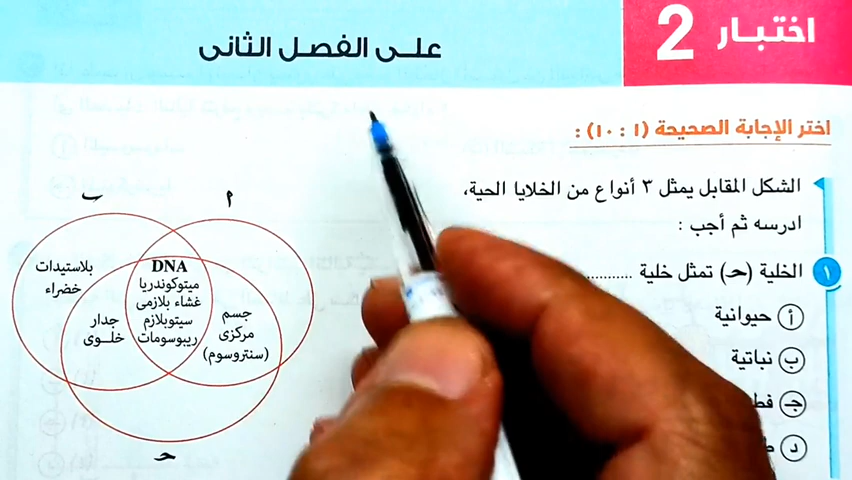 اختبار 2
على الفصل الثانى
اختر الإجابة الصحيحة (١ : ١٠) :
الشكل المقابل يمثل ٣ أنواع من الخلايا الحية،
ادرسه ثم أجب :
١ الخلية (حـ) تمثل خلية ............
أ حيوانية
ب نباتية
جـ
د
ب
أ
بلاستيدات
خضراء
DNA
ميتوكوندريا
غشاء بلازمى
سيتوبلازم
ريبوسومات
جدار
خلــوى
جسم
مركزى
(سنتروسوم)
حـ